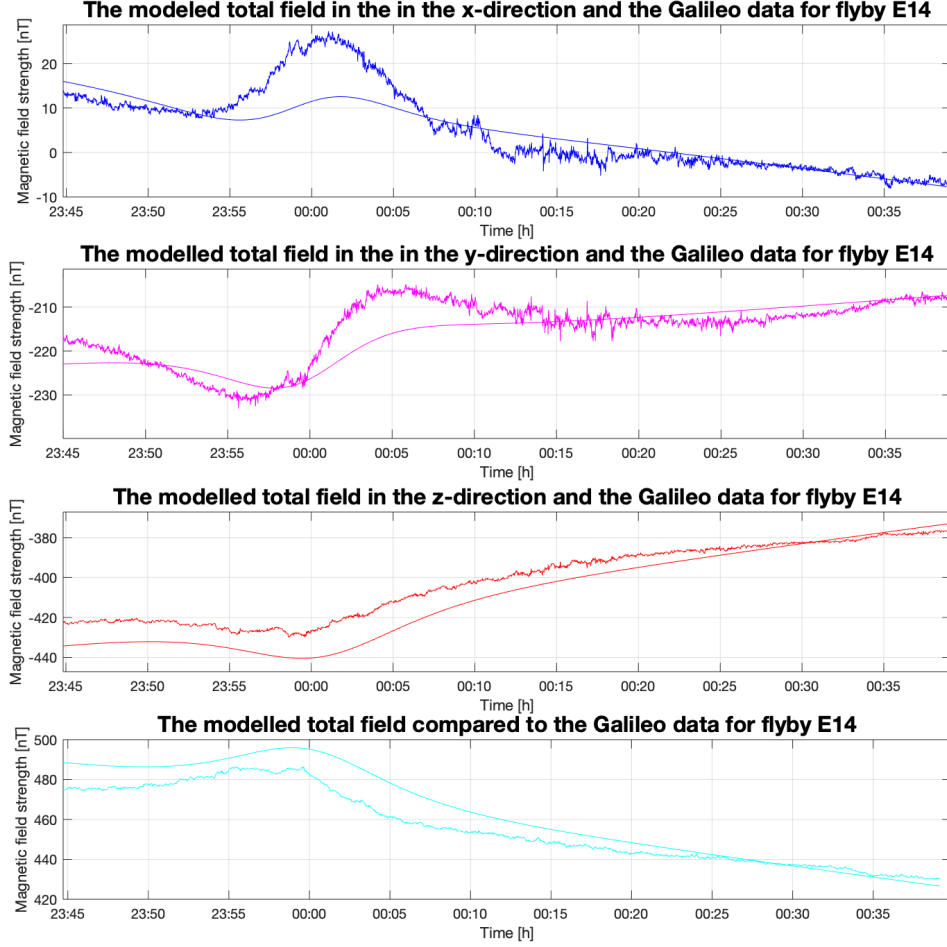 The modeled total field in the in the x-direction and the Galileo data for flyby E14
Magnetic field strength [nT]
20
10
0
-10
23:45 23:50 23:55 00:00 00:05 00:10 00:15 00:20 00:25 00:30 00:35
Time [h]
The modelled total field in the in the y-direction and the Galileo data for flyby E14
Magnetic field strength [nT]
-210
-220
-230
23:45 23:50 23:55 00:00 00:05 00:10 00:15 00:20 00:25 00:30 00:35
Time [h]
The modelled total field in the z-direction and the Galileo data for flyby E14
Magnetic field strength [nT]
-380
-400
-420
-440
23:45 23:50 23:55 00:00 00:05 00:10 00:15 00:20 00:25 00:30 00:35
Time [h]
The modelled total field compared to the Galileo data for flyby E14
Magnetic field strength [nT]
500
480
460
440
420
23:45 23:50 23:55 00:00 00:05 00:10 00:15 00:20 00:25 00:30 00:35
Time [h]